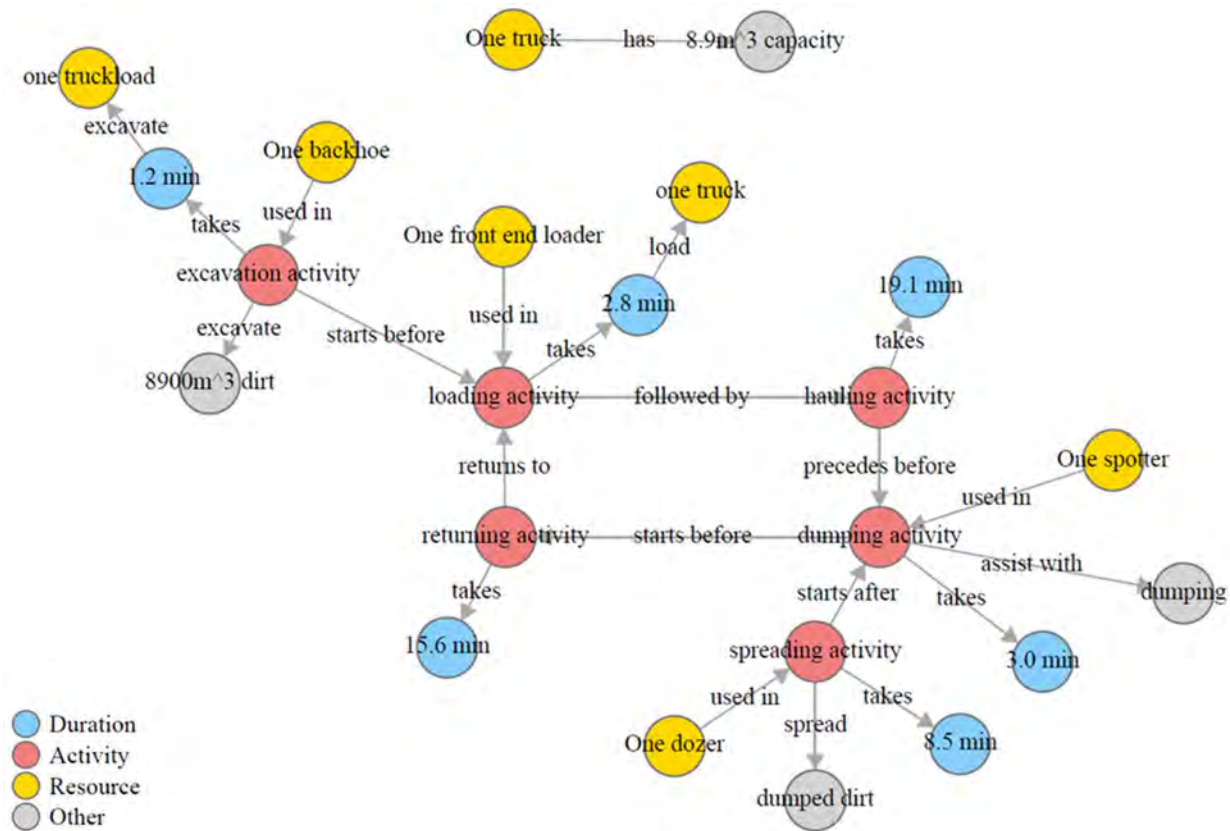 One truck
has
8.9m^3 capacity
one truckload
excavate
One backhoe
1.2 min
used in
takes
one truck
One front end loader
load
excavation activity
19.1 min
2.8 min
excavate
starts before
used in
takes
takes
8900m^3 dirt
loading activity
followed by
hauling activity
returns to
precedes before
One spotter
used in
returning activity
starts before
dumping activity
assist with
takes
starts after
takes
dumping
15.6 min
spreading activity
3.0 min
used in
takes
spread
One dozer
8.5 min
dumped dirt
Duration
Activity
Resource
Other